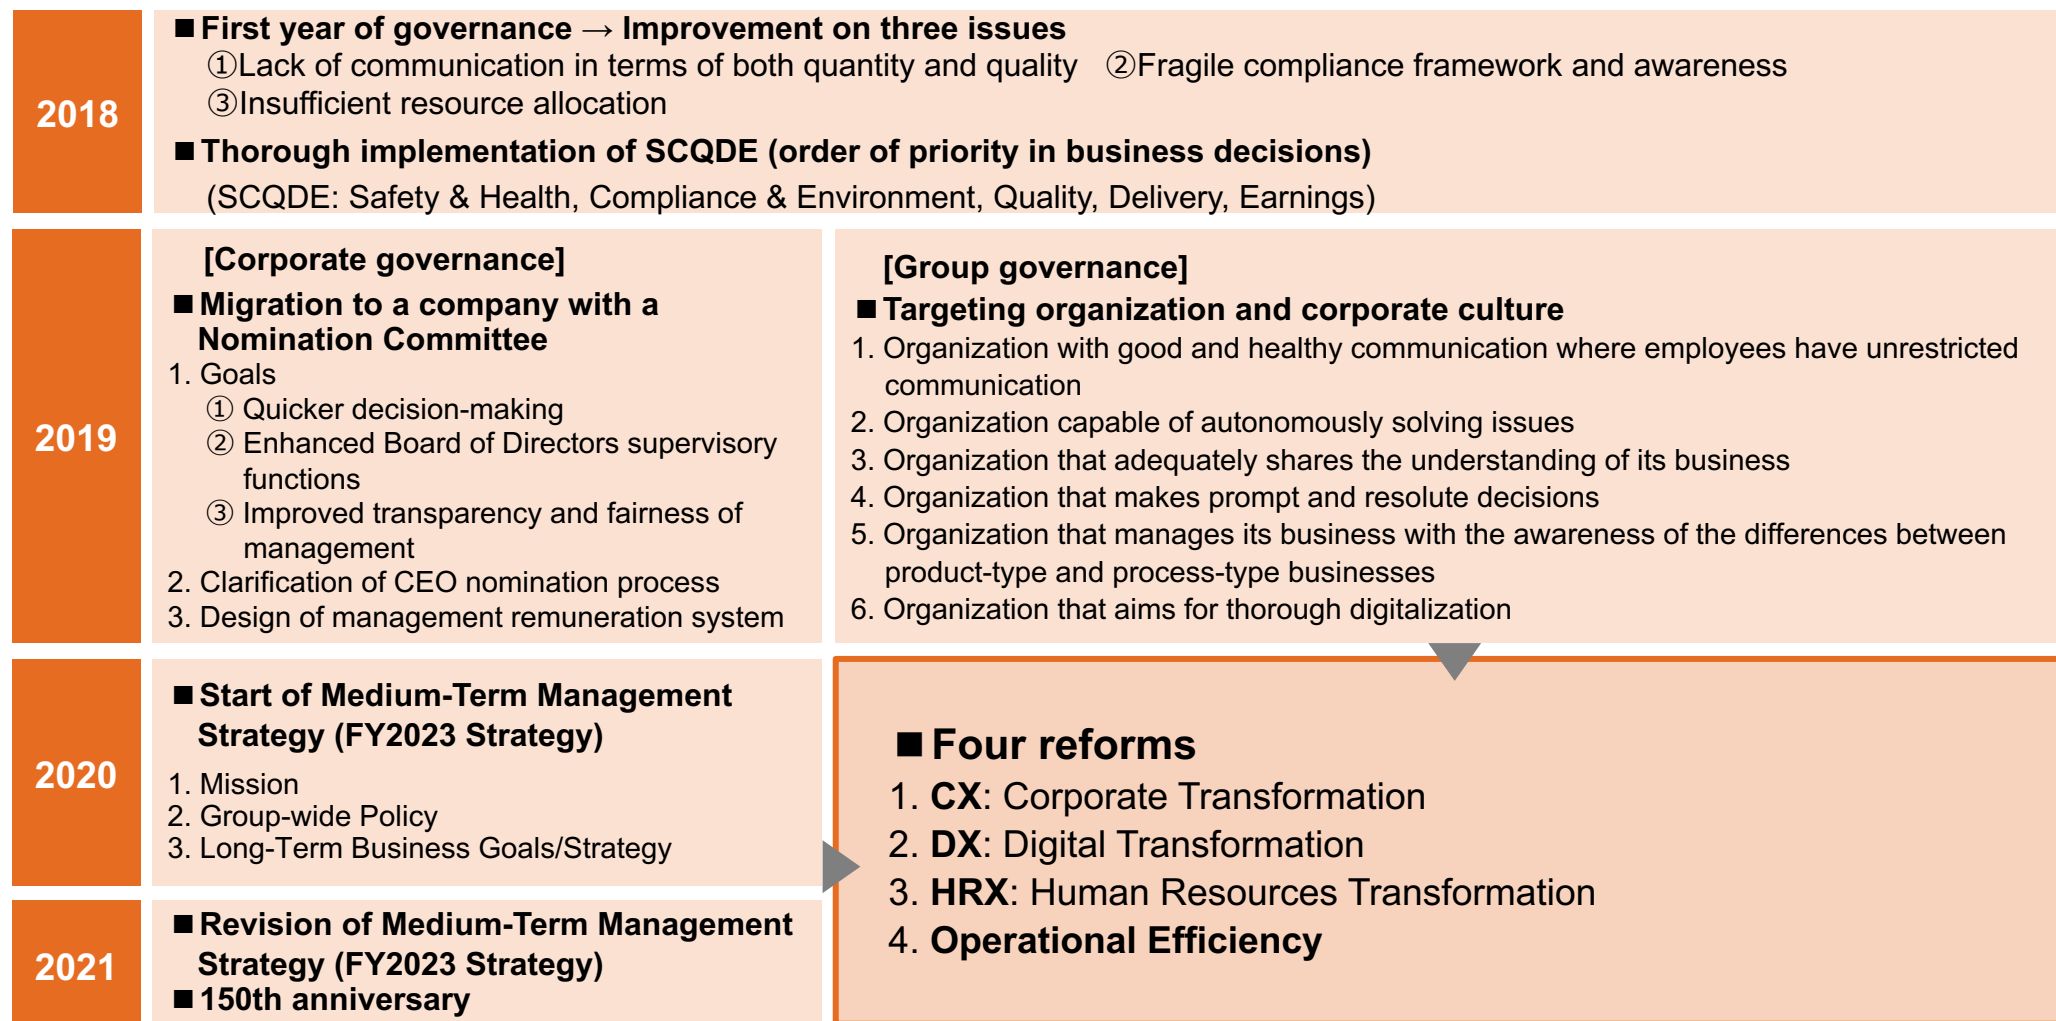 2018
■ First year of governance → Improvement on three issues
①Lack of communication in terms of both quantity and quality ②Fragile compliance framework and awareness
③Insufficient resource allocation
■ Thorough implementation of SCQDE (order of priority in business decisions)
(SCQDE: Safety & Health, Compliance & Environment, Quality, Delivery, Earnings)
2019
[Corporate governance]
■ Migration to a company with a
Nomination Committee
1. Goals
① Quicker decision-making
② Enhanced Board of Directors supervisory
functions
③ Improved transparency and fairness of
management
2. Clarification of CEO nomination process
3. Design of management remuneration system
[Group governance]
■ Targeting organization and corporate culture
1. Organization with good and healthy communication where employees have unrestricted
communication
2. Organization capable of autonomously solving issues
3. Organization that adequately shares the understanding of its business
4. Organization that makes prompt and resolute decisions
5. Organization that manages its business with the awareness of the differences between
product-type and process-type businesses
6. Organization that aims for thorough digitalization
2020
■ Start of Medium-Term Management
Strategy (FY2023 Strategy)
1. Mission
2. Group-wide Policy
3. Long-Term Business Goals/Strategy
2021
■ Revision of Medium-Term Management
Strategy (FY2023 Strategy)
■ 150th anniversary
■ Four reforms
1. CX: Corporate Transformation
2. DX: Digital Transformation
3. HRX: Human Resources Transformation
4. Operational Efficiency